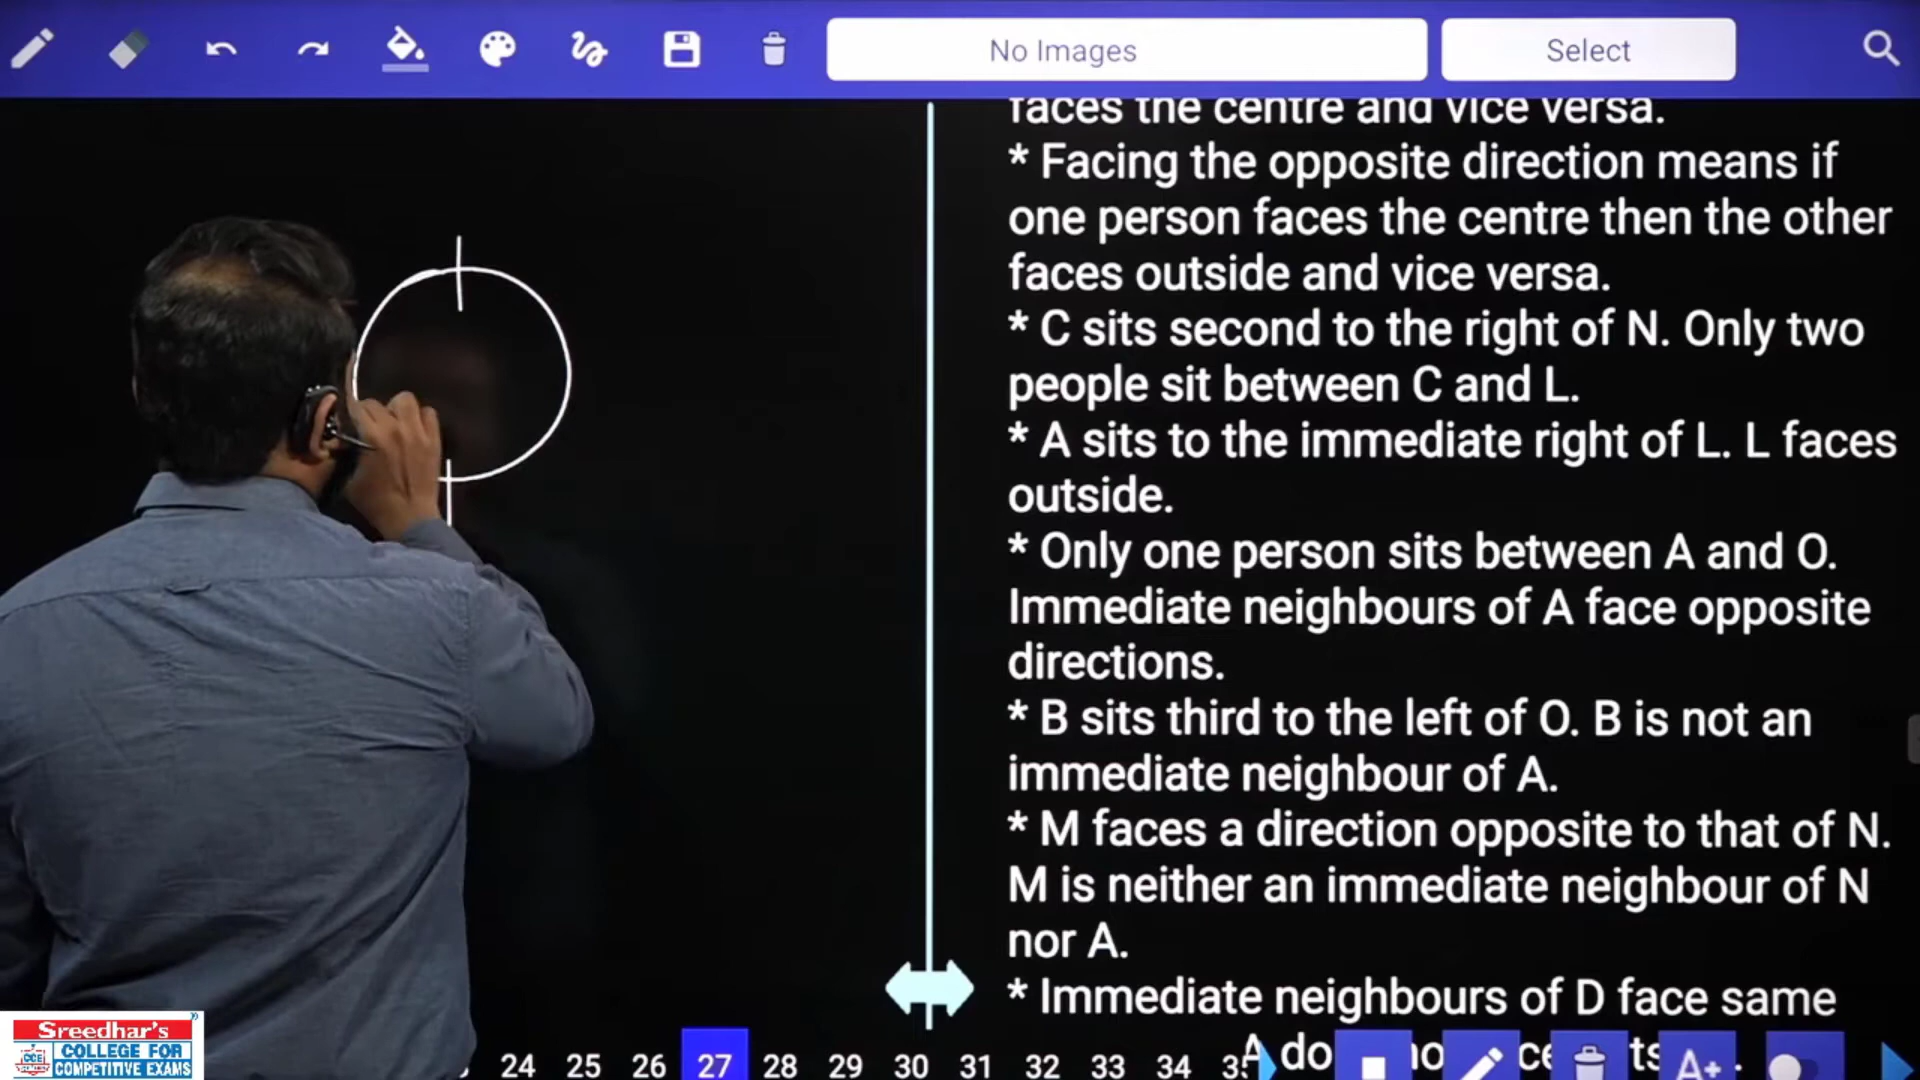 No Images
Select
faces the centre and vice versa.
* Facing the opposite direction means if
one person faces the centre then the other
faces outside and vice versa.
* C sits second to the right of N. Only two
people sit between C and L.
* A sits to the immediate right of L. L faces
outside.
* Only one person sits between A and O.
Immediate neighbours of A face opposite
directions.
* B sits third to the left of O. B is not an
immediate neighbour of A.
* M faces a direction opposite to that of N.
M is neither an immediate neighbour of N
nor A.
* Immediate neighbours of D face same
24 25 26 27 28 29 30 31 32 33 34
A+
Sreedhar's
CCE
COLLEGE FOR
COMPETITIVE EXAMS